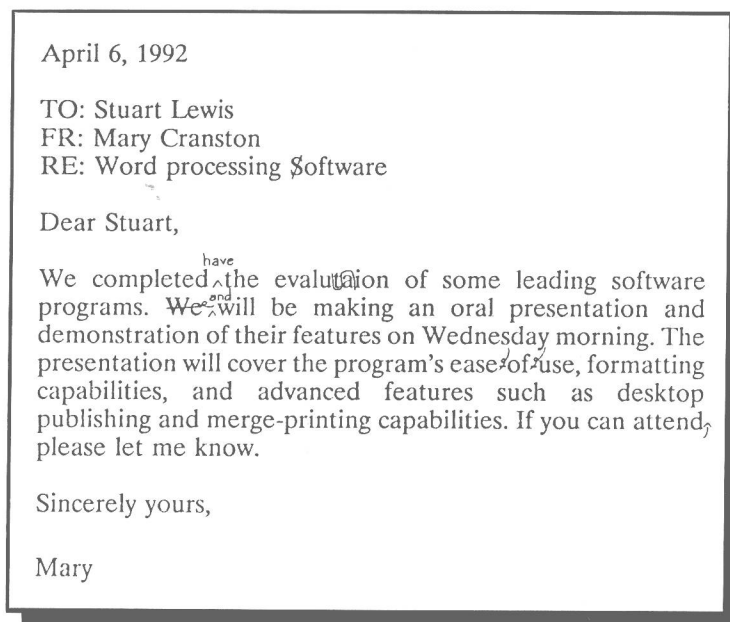 April 6, 1992
TO: Stuart Lewis
FR: Mary Cranston
RE: Word processing Software
Dear Stuart,
have
We completed ^ the evalutaion of some leading software
and
programs. We ^ will be making an oral presentation and
demonstration of their features on Wednesday morning. The
presentation will cover the program's ease-of-use, formatting
capabilities, and advanced features such as desktop
publishing and merge-printing capabilities. If you can attend,
please let me know.
Sincerely yours,
Mary